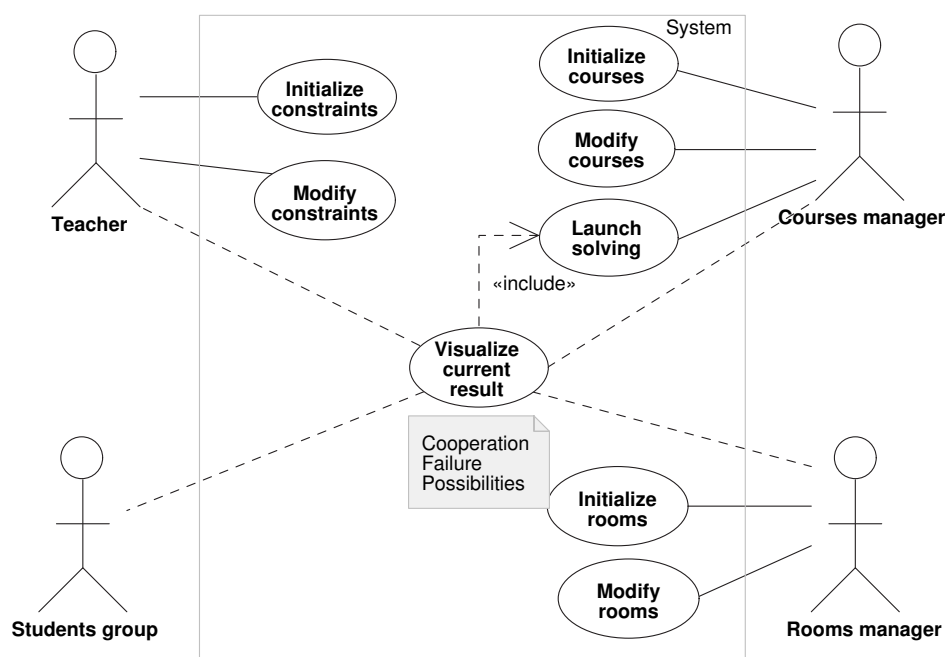 System
Initialize
constraints
Initialize
courses
Modify
constraints
Modify
courses
Teacher
Launch
solving
Courses manager
«include»
Visualize
current
result
Cooperation
Failure
Possibilities
Initialize
rooms
Modify
rooms
Students group
Rooms manager